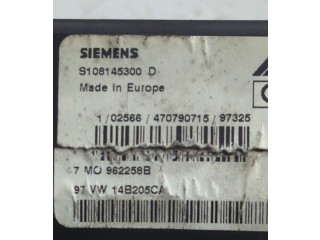 SIEMENS
S108145300 D
Made in Europe
1/02566/470790715/97325
7 MO 962258B
97 VW 14B205CA